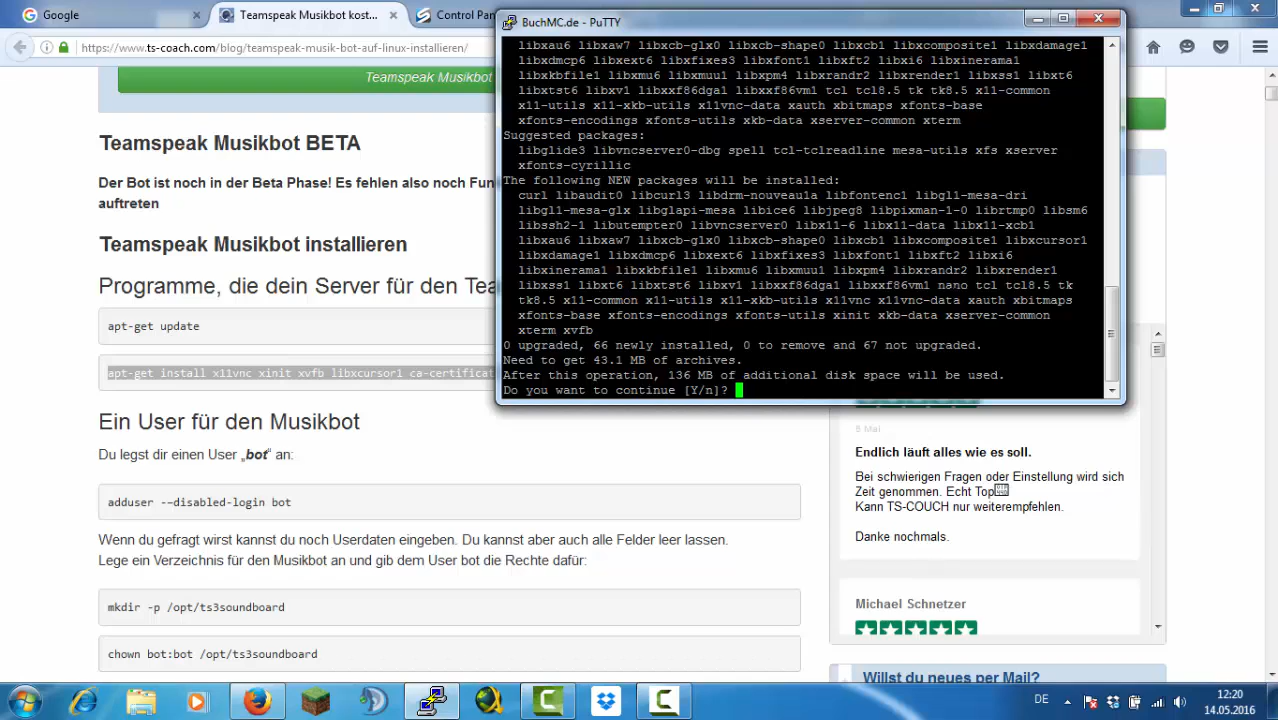 Google
Teamspeak Musikbot kost...
Control Pan
https://www.ts-coach.com/blog/teamspeak-musik-bot-auf-linux-installieren/
Teamspeak Musikbot
Teamspeak Musikbot BETA
Der Bot ist noch in der Beta Phase! Es fehlen also noch Fun
auftreten
Teamspeak Musikbot installieren
Programme, die dein Server für den Tea
apt-get update
apt-get install x11vnc xinit xvfb libxcursor1 ca-certificat
Ein User für den Musikbot
Du legst dir einen User „bot“ an:
adduser --disabled-login bot
Wenn du gefragt wirst kannst du noch Userdaten eingeben. Du kannst aber auch alle Felder leer lassen.
Lege ein Verzeichnis für den Musikbot an und gib dem User bot die Rechte dafür:
mkdir -p /opt/ts3soundboard
chown bot:bot /opt/ts3soundboard
BuchMC.de - PuTTY
libxau6 libxaw7 libxcb-glx0 libxcb-shape0 libxcb1 libxcomposite1 libxdamage1
libxdmcp6 libxext6 libxfixes3 libxfont1 libxft2 libxi6 libxinerama1
libxkbfile1 libxmu6 libxmuu1 libxpm4 libxrandr2 libxrender1 libxss1 libxt6
libxtst6 libxv1 libxxf86dga1 libxxf86vm1 tcl tcl8.5 tk tk8.5 x11-common
x11-utils x11-xkb-utils x11vnc-data xauth xbitmaps xfonts-base
xfonts-encodings xfonts-utils xkb-data xserver-common xterm
Suggested packages:
libglide3 libvncserver0-dbg spell tcl-tclreadline mesa-utils xfs xserver
xfonts-cyrillic
The following NEW packages will be installed:
curl libaudit0 libcurl3 libdrm-nouveau1a libfontenc1 libgl1-mesa-dri
libgl1-mesa-glx libglapi-mesa libice6 libjpeg8 libpixman-1-0 librtmp0 libsm6
libssh2-1 libutempter0 libvncserver0 libx11-6 libx11-data libx11-xcb1
libxau6 libxaw7 libxcb-glx0 libxcb-shape0 libxcb1 libxcomposite1 libxcursor1
libxdamage1 libxdmcp6 libxext6 libxfixes3 libxfont1 libxft2 libxi6
libxinerama1 libxkbfile1 libxmu6 libxmuu1 libxpm4 libxrandr2 libxrender1
libxss1 libxt6 libxtst6 libxv1 libxxf86dga1 libxxf86vm1 nano tcl tcl8.5 tk
tk8.5 x11-common x11-utils x11-xkb-utils x11vnc x11vnc-data xauth xbitmaps
xfonts-base xfonts-encodings xfonts-utils xinit xkb-data xserver-common
xterm xvfb
0 upgraded, 66 newly installed, 0 to remove and 67 not upgraded.
Need to get 43.1 MB of archives.
After this operation, 136 MB of additional disk space will be used.
Do you want to continue [Y/n]?
5 Mai
Endlich läuft alles wie es soll.
Bei schwierigen Fragen oder Einstellung wird sich
Zeit genommen. Echt Top
Kann TS-COUCH nur weiterempfehlen.
Danke nochmals.
Michael Schnetzer
Willst du neues per Mail?
DE
12:20
14.05.2016